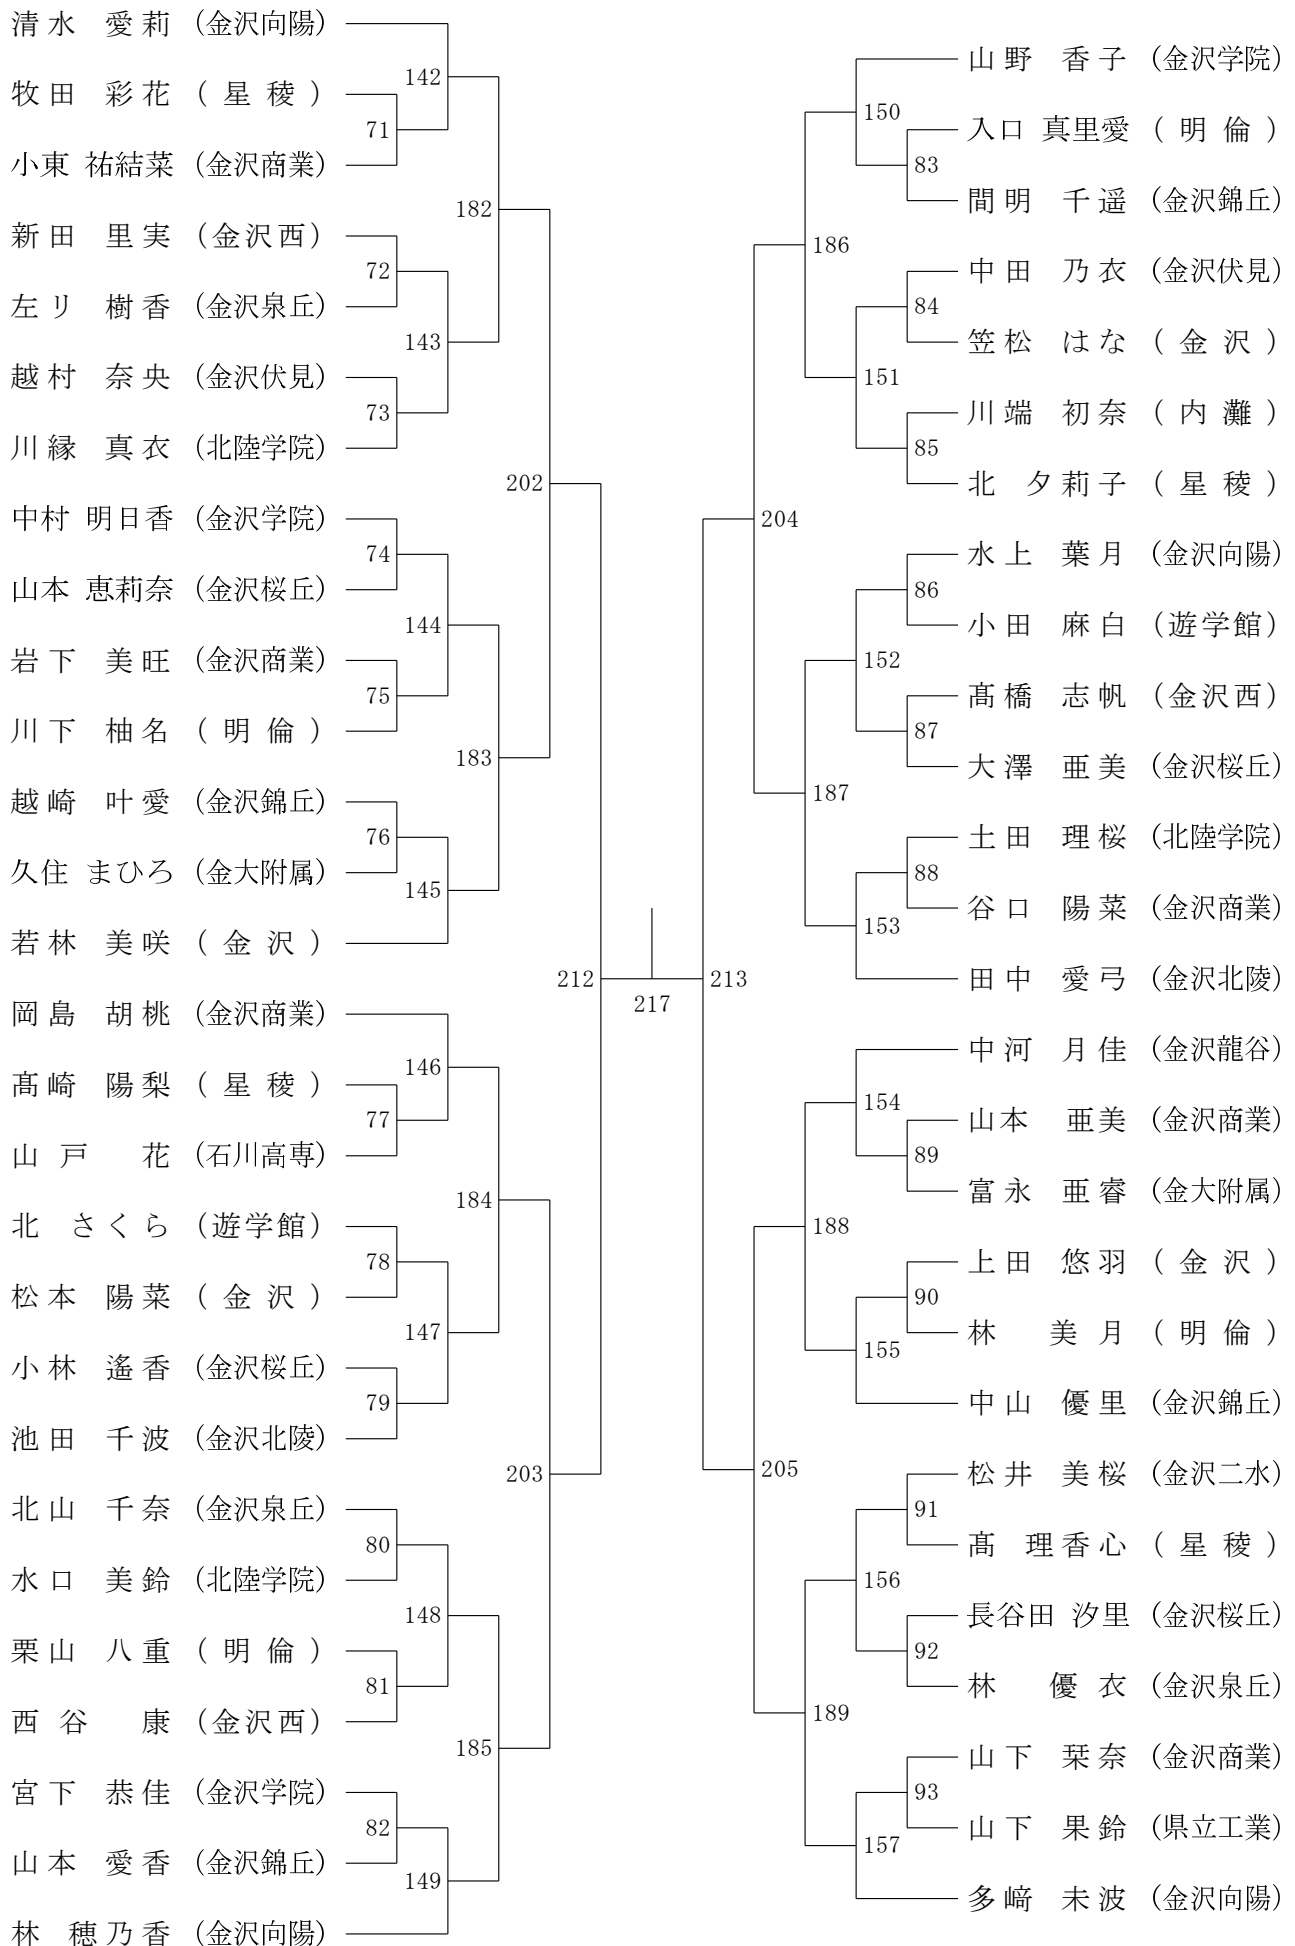 清水 愛莉 (金沢向陽)
142
牧田 彩花 (星稜)
71
小東 祐結菜 (金沢商業)
182
新田 里実 (金沢西)
72
左リ 樹香 (金沢泉丘)
143
越村 奈央 (金沢伏見)
73
川縁 真衣 (北陸学院)
202
中村 明日香 (金沢学院)
74
山本 恵莉奈 (金沢桜丘)
144
岩下 美旺 (金沢商業)
75
川下 柚名 (明倫)
183
越崎 叶愛 (金沢錦丘)
76
久住 まひろ (金大附属)
145
若林 美咲 (金沢)
212
217
岡島 胡桃 (金沢商業)
146
髙崎 陽梨 (星稜)
77
山戸 花 (石川高専)
184
北 さくら (遊学館)
78
松本 陽菜 (金沢)
147
小林 遙香 (金沢桜丘)
79
池田 千波 (金沢北陵)
203
北山 千奈 (金沢泉丘)
80
水口 美鈴 (北陸学院)
148
栗山 八重 (明倫)
81
西谷 康 (金沢西)
185
宮下 恭佳 (金沢学院)
82
山本 愛香 (金沢錦丘)
149
林 穂乃香 (金沢向陽)
山野 香子 (金沢学院)
150
入口 真里愛 (明倫)
83
間明 千遥 (金沢錦丘)
186
中田 乃衣 (金沢伏見)
84
笠松 はな (金沢)
151
川端 初奈 (内灘)
85
北 夕莉子 (星稜)
204
水上 葉月 (金沢向陽)
86
小田 麻白 (遊学館)
152
髙橋 志帆 (金沢西)
87
大澤 亜美 (金沢桜丘)
187
土田 理桜 (北陸学院)
88
谷口 陽菜 (金沢商業)
153
田中 愛弓 (金沢北陵)
213
中河 月佳 (金沢龍谷)
154
山本 亜美 (金沢商業)
89
富永 亜睿 (金大附属)
188
上田 悠羽 (金沢)
90
林 美月 (明倫)
155
中山 優里 (金沢錦丘)
205
松井 美桜 (金沢二水)
91
髙 理香心 (星稜)
156
長谷田 汐里 (金沢桜丘)
92
林 優衣 (金沢泉丘)
189
山下 栞奈 (金沢商業)
93
山下 果鈴 (県立工業)
157
多﨑 未波 (金沢向陽)